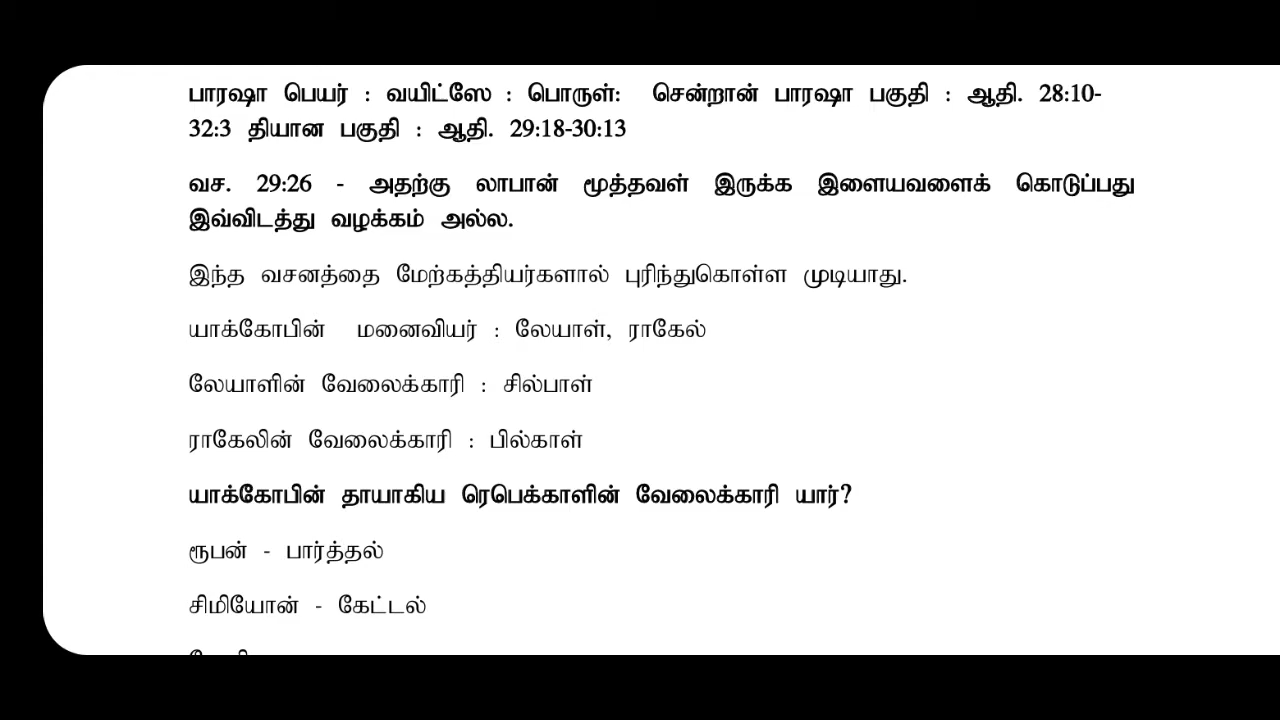 பாரஷா பெயர் : வயிட்ஸே : பொருள்: சென்றான் பாரஷா பகுதி : ஆதி. 28:10-
32:3 தியான பகுதி : ஆதி. 29:18-30:13
வச. 29:26 - அதற்கு லாபான் மூத்தவள் இருக்க இளையவளைக் கொடுப்பது
இவ்விடத்து வழக்கம் அல்ல.
இந்த வசனத்தை மேற்கத்தியர்களால் புரிந்துகொள்ள முடியாது.
யாக்கோபின் மனைவியர் : லேயாள், ராகேல்
லேயாளின் வேலைக்காரி : சில்பாள்
ராகேலின் வேலைக்காரி : பில்காள்
யாக்கோபின் தாயாகிய ரெபெக்காளின் வேலைக்காரி யார்?
ரூபன் - பார்த்தல்
சிமியோன் - கேட்டல்